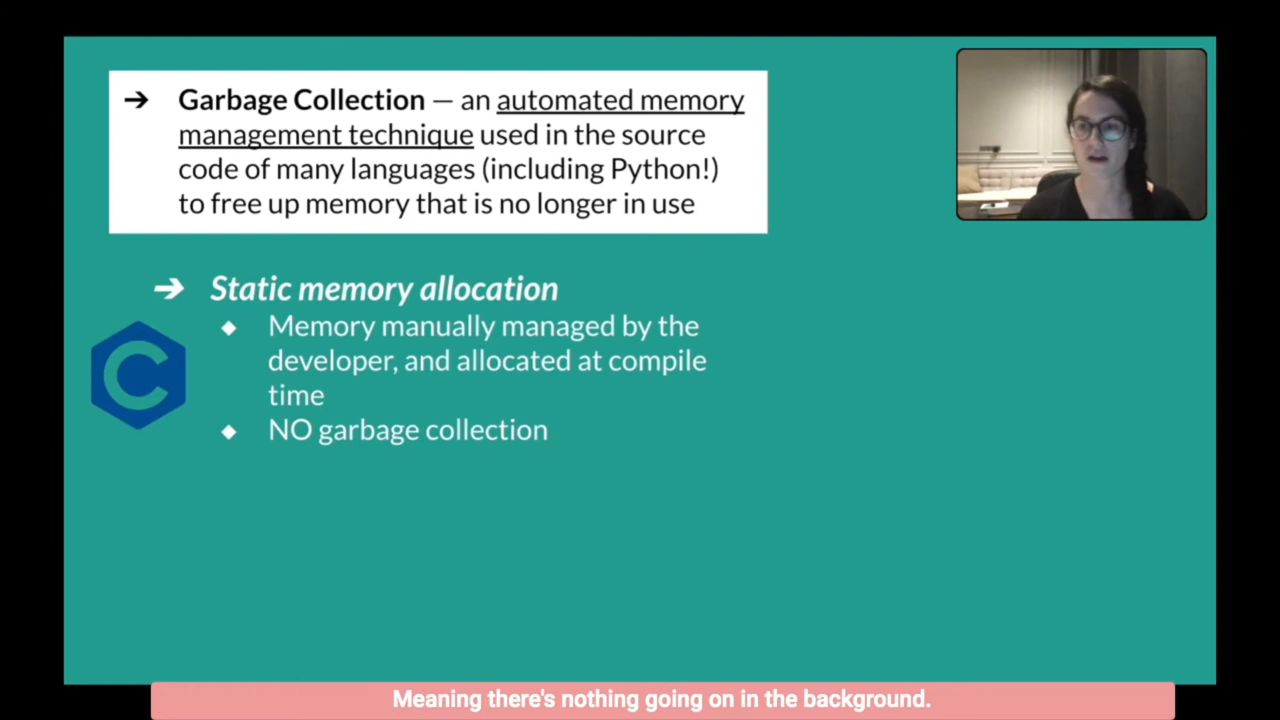 ➔ Garbage Collection — an automated memory
management technique used in the source
code of many languages (including Python!)
to free up memory that is no longer in use
➔ Static memory allocation
◆ Memory manually managed by the
developer, and allocated at compile
time
◆ NO garbage collection
C
Meaning there's nothing going on in the background.